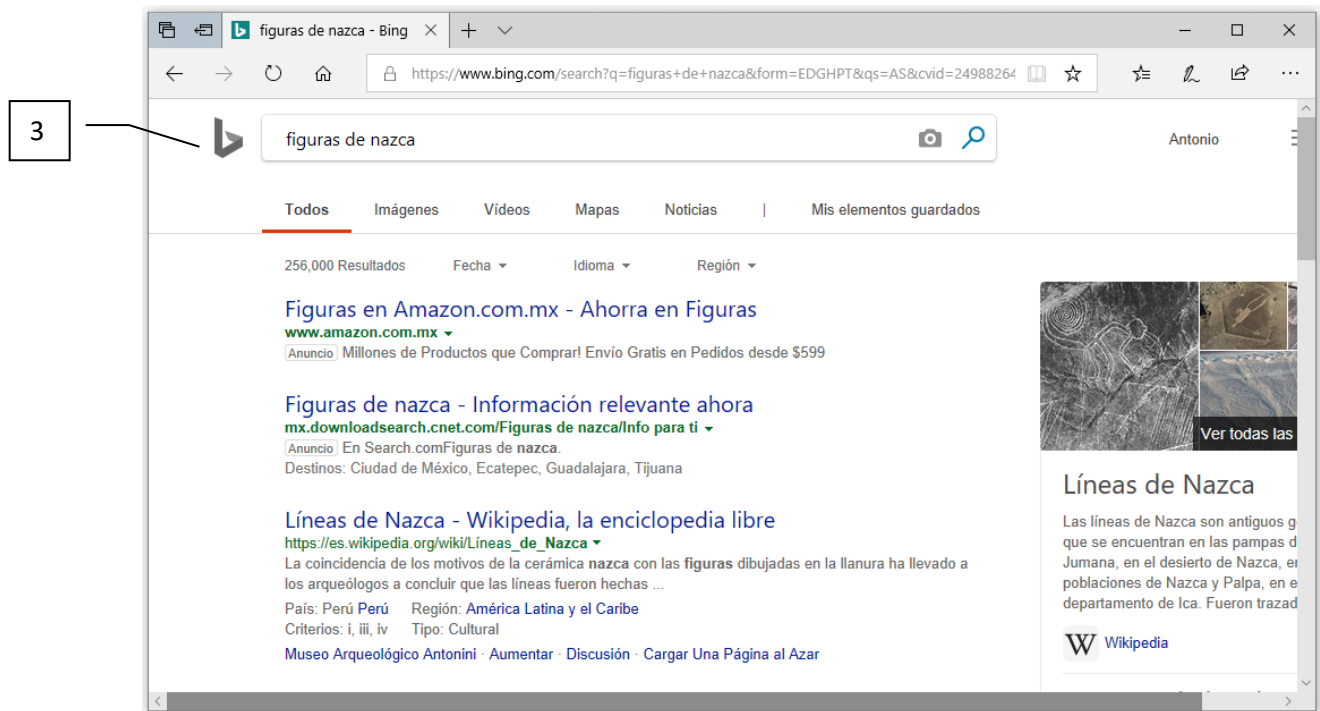 figuras de nazca - Bing
https://www.bing.com/search?q=figuras+de+nazca&form=EDGHPT&qs=AS&cvid=24988264
3
figuras de nazca
Antonio
Todos Imágenes Vídeos Mapas Noticias | Mis elementos guardados
256,000 Resultados Fecha Idioma Región
Figuras en Amazon.com.mx - Ahorra en Figuras
www.amazon.com.mx
Anuncio Millones de Productos que Comprar! Envío Gratis en Pedidos desde $599
Figuras de nazca - Información relevante ahora
mx.downloadsearch.cnet.com/Figuras de nazca/Info para ti
Anuncio En Search.comFiguras de nazca.
Destinos: Ciudad de México, Ecatepec, Guadalajara, Tijuana
Líneas de Nazca - Wikipedia, la enciclopedia libre
https://es.wikipedia.org/wiki/Líneas_de_Nazca
La coincidencia de los motivos de la cerámica nazca con las figuras dibujadas en la llanura ha llevado a
los arqueólogos a concluir que las líneas fueron hechas ...
País: Perú Perú Región: América Latina y el Caribe
Criterios: i, iii, iv Tipo: Cultural
Museo Arqueológico Antonini · Aumentar · Discusión · Cargar Una Página al Azar
Ver todas las
Líneas de Nazca
Las líneas de Nazca son antiguos g
que se encuentran en las pampas d
Jumana, en el desierto de Nazca, e
poblaciones de Nazca y Palpa, en e
departamento de Ica. Fueron trazad
W Wikipedia